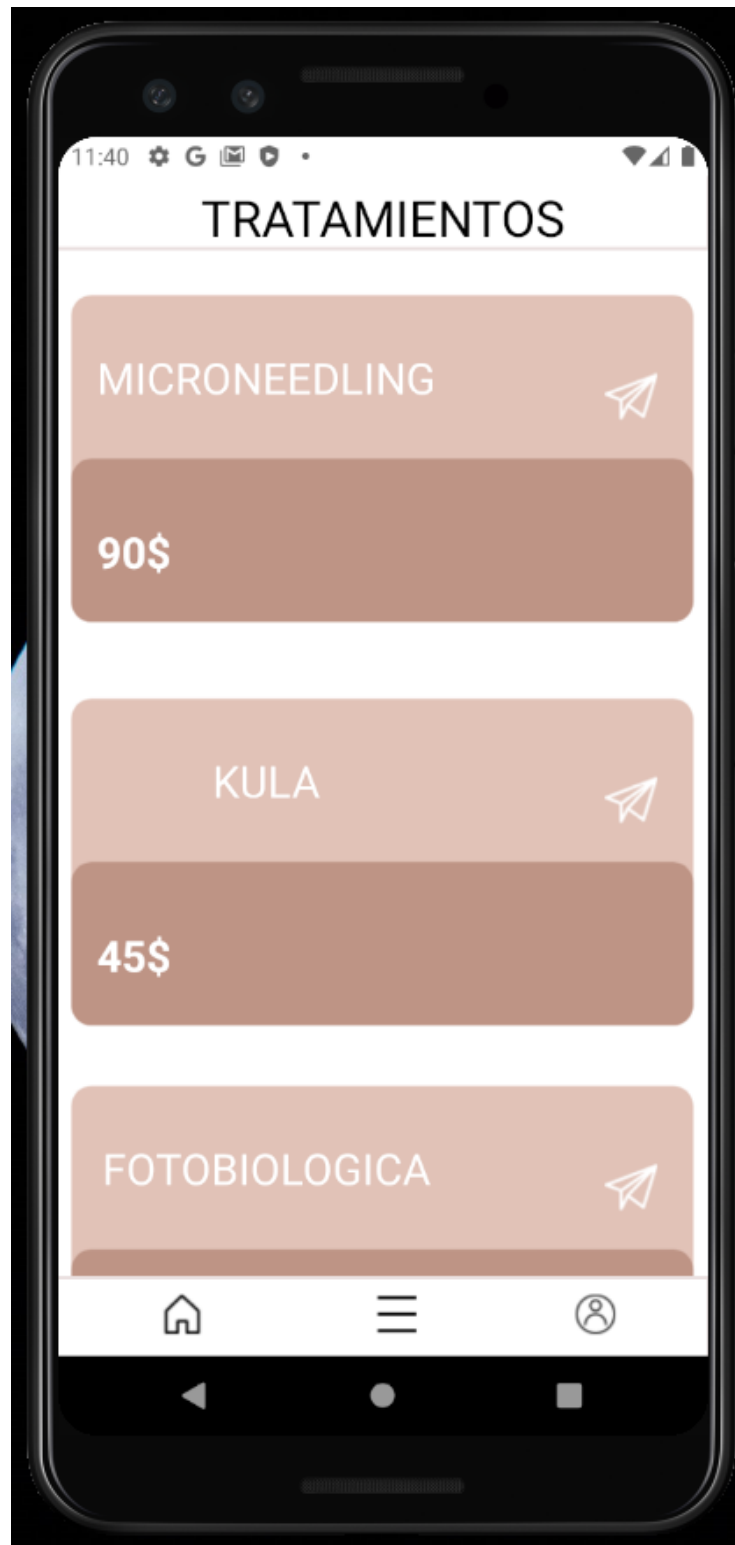 11:40
TRATAMIENTOS
MICRONEEDLING
90$
KULA
45$
FOTOBIOLOGICA